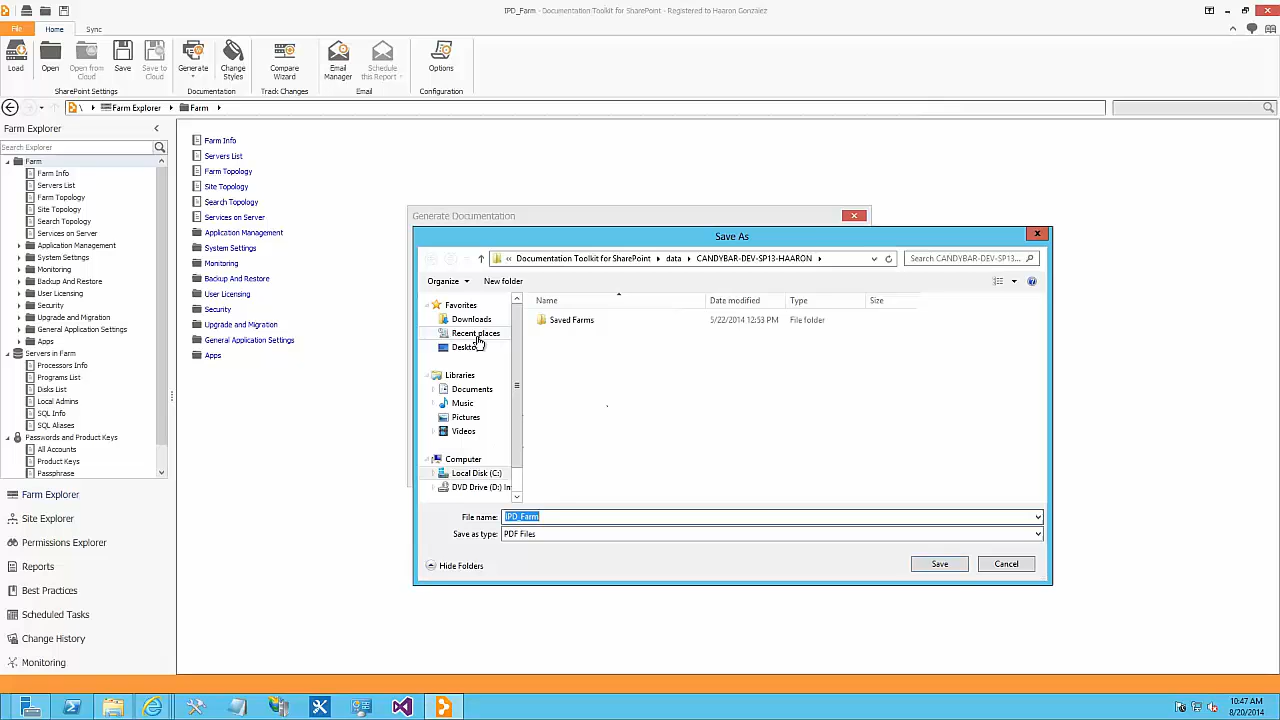 IPD_Farm - Documentation Toolkit for SharePoint - Registered to Haaron Gonzalez
File
Home
Sync
Load
Open
Open from Cloud
Save
Save to Cloud
Generate
Change Styles
Compare Wizard
Email Manager
Schedule this Report
Options
SharePoint Settings
Documentation
Track Changes
Email
Configuration
\ Farm Explorer Farm
Farm Explorer
Search Explorer
Farm
Farm Info
Servers List
Farm Topology
Site Topology
Search Topology
Services on Server
Application Management
System Settings
Monitoring
Backup And Restore
User Licensing
Security
Upgrade and Migration
General Application Settings
Apps
Servers in Farm
Processors Info
Programs List
Disks List
Local Admins
SQL Info
SQL Aliases
Passwords and Product Keys
All Accounts
Product Keys
Passphrase
Farm Explorer
Site Explorer
Permissions Explorer
Reports
Best Practices
Scheduled Tasks
Change History
Monitoring
Farm Info
Servers List
Farm Topology
Site Topology
Search Topology
Services on Server
Application Management
System Settings
Monitoring
Backup And Restore
User Licensing
Security
Upgrade and Migration
General Application Settings
Apps
Generate Documentation
Save As
« Documentation Toolkit for SharePoint data CANDYBAR-DEV-SP13-HAARON
Search CANDYBAR-DEV-SP13...
Organize
New folder
Favorites
Downloads
Recent places
Desktop
Libraries
Documents
Music
Pictures
Videos
Computer
Local Disk (C:)
DVD Drive (D:) In
Name
Date modified
Type
Size
Saved Farms
5/22/2014 12:53 PM
File folder
File name: IPD_Farm
Save as type: PDF Files
Hide Folders
Save
Cancel
10:47 AM
8/20/2014